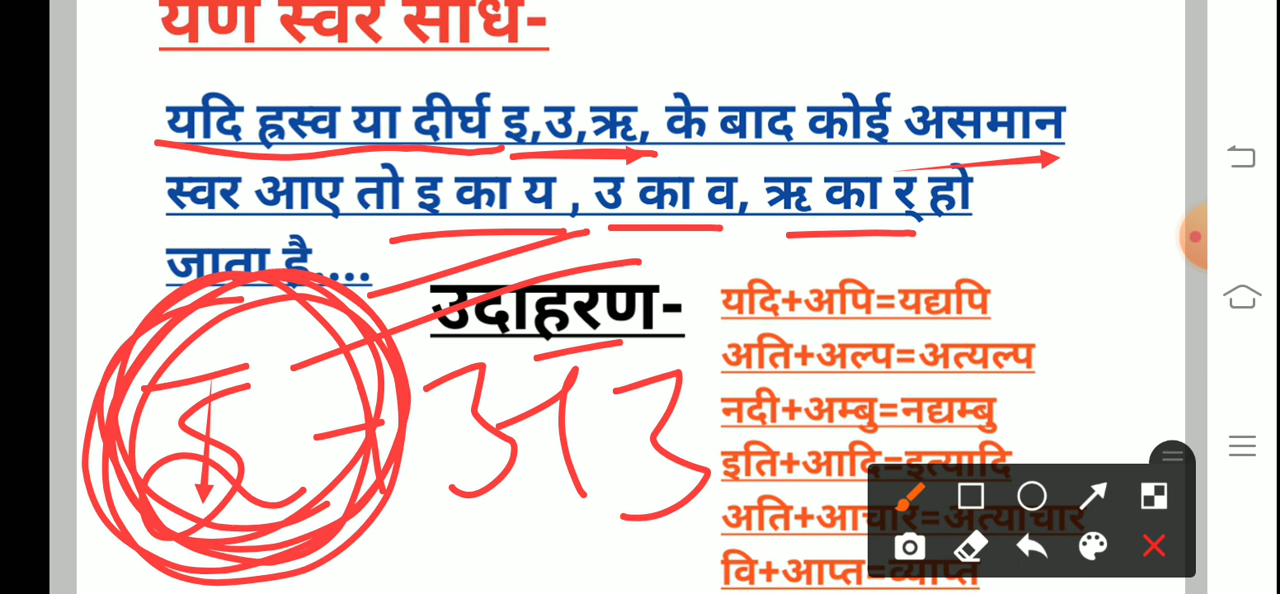 यण स्वर संधि-
यदि ह्रस्व या दीर्घ इ,उ,ऋ, के बाद कोई असमान
स्वर आए तो इ का य , उ का व, ऋ का र् हो
जाता है....
उदाहरण-
यदि+अपि=यद्यपि
अति+अल्प=अत्यल्प
नदी+अम्बु=नद्यम्बु
इति+आदि=इत्यादि
अति+आचार=अत्याचार
वि+आप्त=व्याप्त
इ - अ उ